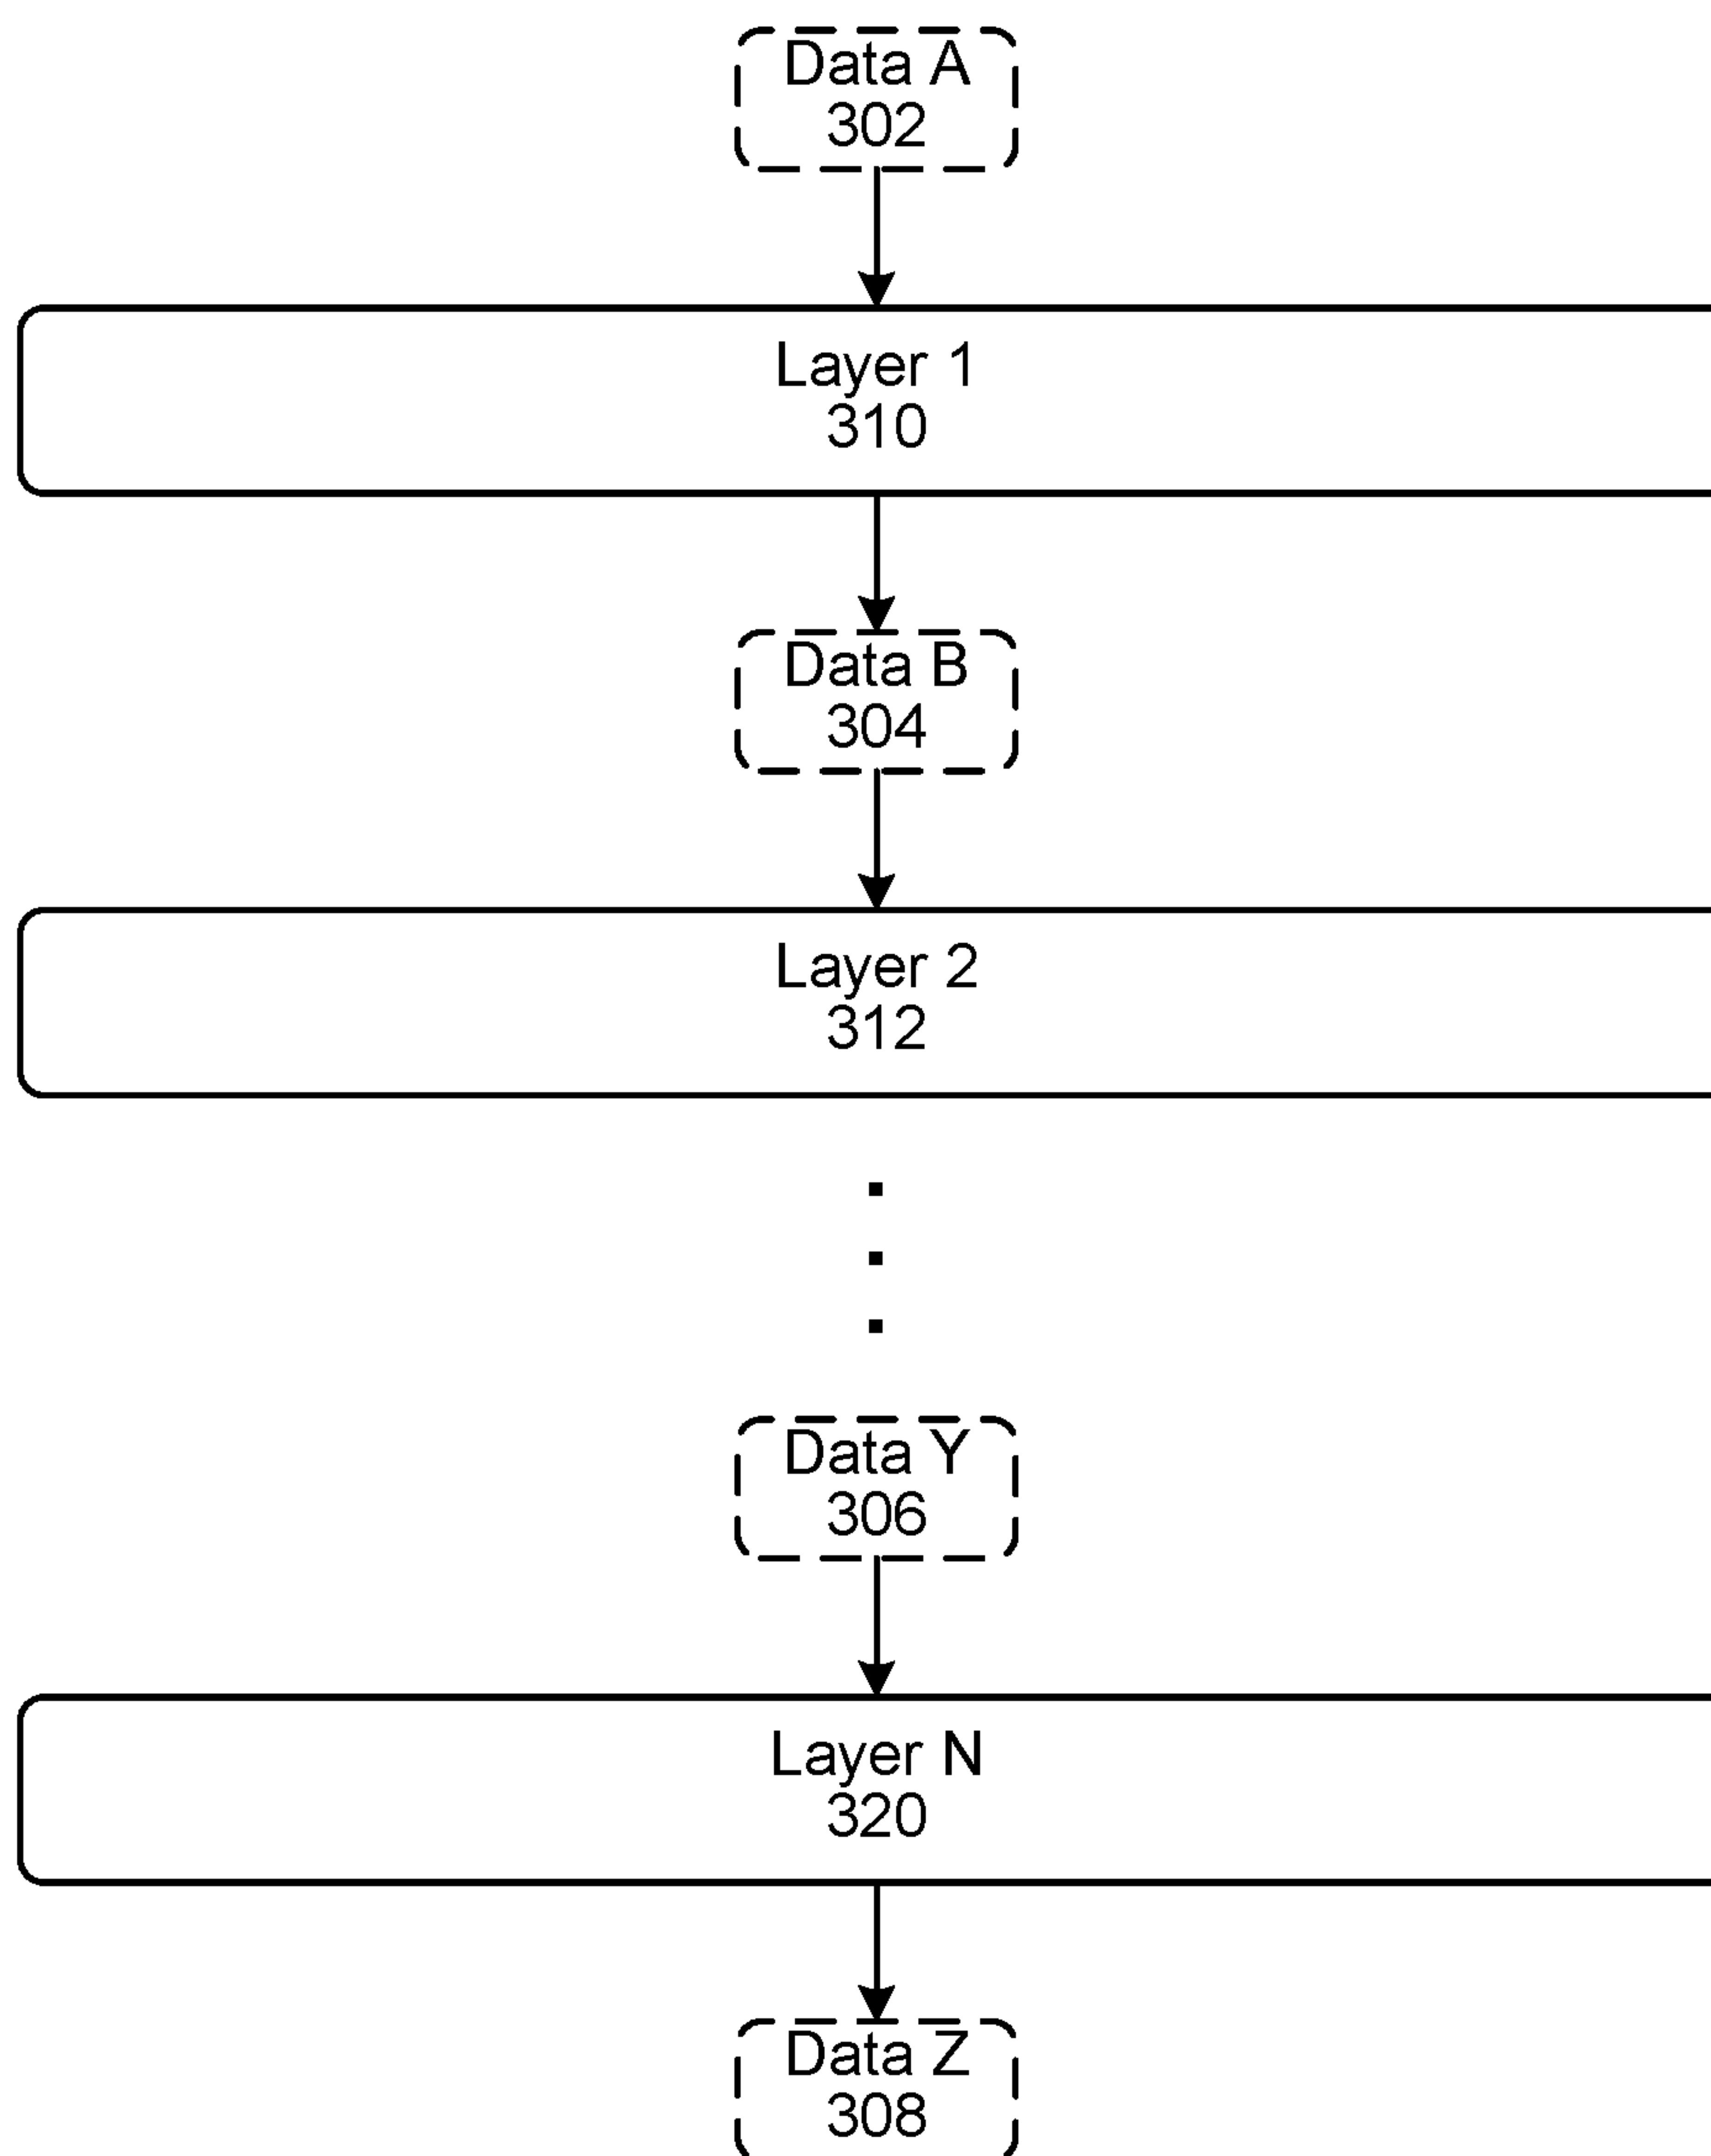 Data A
302
Layer 1
310
Data B
304
Layer 2
312
.
.
.
Data Y
306
Layer N
320
Data Z
308